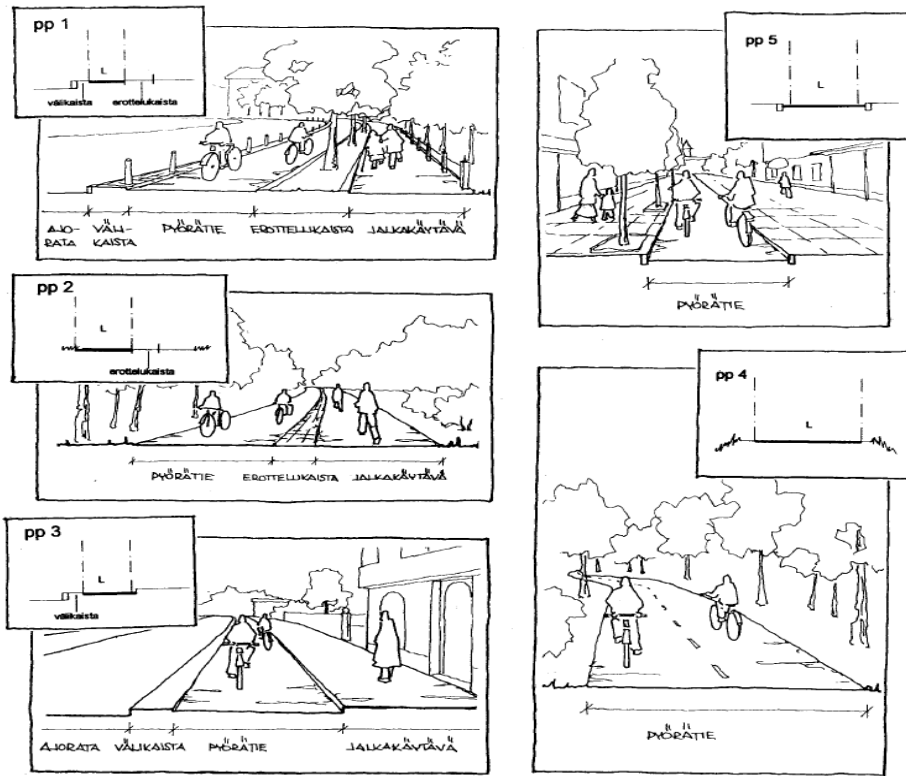 pp 1
L
välikaista
erottelukaista
AJO-
RATA
VÄLI-
KAISTA
PYÖRÄTIE
EROTTELUKAISTA
JALKAKÄYTÄVÄ
pp 2
L
erottelukaista
PYÖRÄTIE
EROTTELUKAISTA
JALKAKÄYTÄVÄ
pp 3
L
välikaista
AJORATA
VÄLIKAISTA
PYÖRÄTIE
JALKAKÄYTÄVÄ
pp 5
L
PYÖRÄTIE
pp 4
L
PYÖRÄTIE